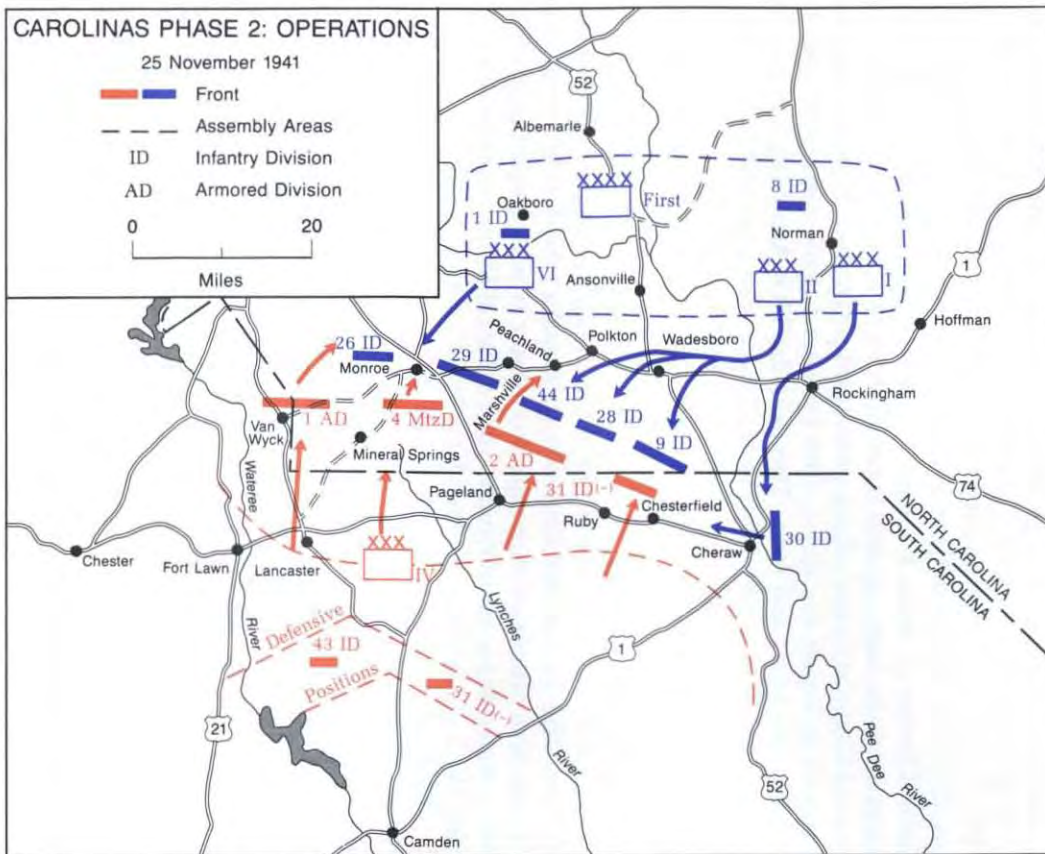 CAROLINAS PHASE 2: OPERATIONS
25 November 1941
Front
Assembly Areas
ID Infantry Division
AD Armored Division
0 20
Miles
52
Albemarle
XXXX
First
8 ID
Oakboro
1 ID
XXX
VI
Norman
XXX
II
XXX
I
1
Ansonville
Hoffman
Peachland
Polkton
Wadesboro
26 ID
Monroe
29 ID
Marshville
44 ID
28 ID
9 ID
Rockingham
Van
Wyck
1 AD
4 MtzD
Mineral Springs
2 AD
74
Wateree
River
Pageland
31 ID(-)
Chesterfield
Ruby
Cheraw
30 ID
NORTH CAROLINA
SOUTH CAROLINA
Chester
Fort Lawn
Lancaster
XXX
IV
Lynches
River
Defensive
Positions
43 ID
31 ID(-)
1
21
52
Pee Dee
River
Camden